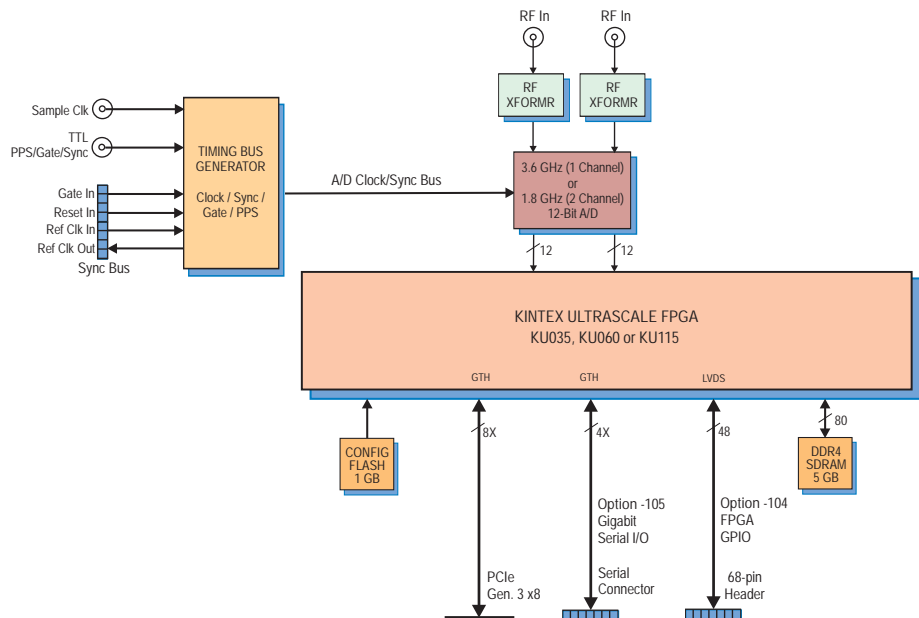 RF In
RF In
RF
XFORMR
RF
XFORMR
Sample Clk
TTL
PPS/Gate/Sync
TIMING BUS
GENERATOR
Clock / Sync /
Gate / PPS
Gate In
Reset In
Ref Clk In
Ref Clk Out
Sync Bus
A/D Clock/Sync Bus
3.6 GHz (1 Channel)
or
1.8 GHz (2 Channel)
12-Bit A/D
12
12
KINTEX ULTRASCALE FPGA
KU035, KU060 or KU115
GTH
GTH
LVDS
8X
4X
48
80
CONFIG
FLASH
1 GB
DDR4
SDRAM
5 GB
Option -105
Gigabit
Serial I/O
Option -104
FPGA
GPIO
PCIe
Gen. 3 x8
Serial
Connector
68-pin
Header